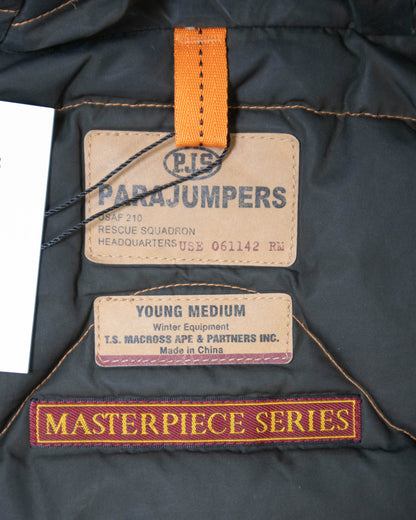 P.J.S
PARAJUMPERS
USAF 210
RESCUE SQUADRON
HEADQUARTERS USE 061142 RM
YOUNG MEDIUM
Winter Equipment
T.S. MACROSS APE & PARTNERS INC.
Made in China
MASTERPIECE SERIES